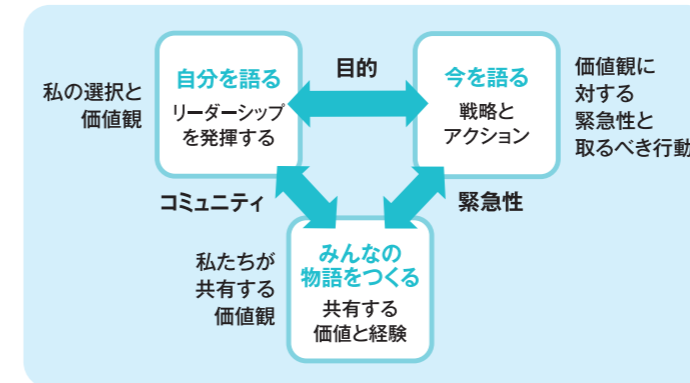 私の選択と
価値観
自分を語る
リーダーシップ
を発揮する
目的
今を語る
戦略と
アクション
価値観に
対する
緊急性と
取るべき行動
コミュニティ
緊急性
私たちが
共有する
価値観
みんなの
物語をつくる
共有する
価値と経験